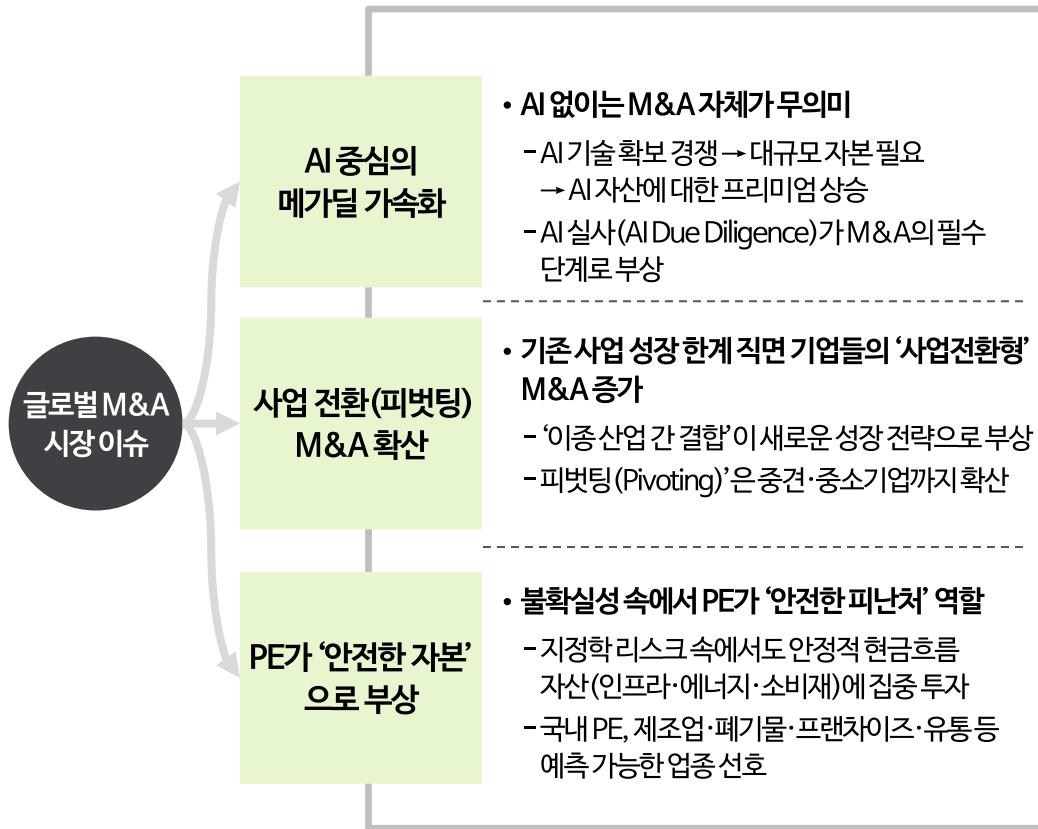 글로벌 M&A
시장 이슈
AI 중심의
메가딜 가속화
• AI 없이는 M&A 자체가 무의미
- AI 기술 확보 경쟁 → 대규모 자본 필요
→ AI 자산에 대한 프리미엄 상승
- AI 실사(AI Due Diligence)가 M&A의 필수
단계로 부상
사업 전환(피벗팅)
M&A 확산
• 기존 사업 성장 한계 직면 기업들의 ‘사업전환형’
M&A 증가
- ‘이종 산업 간 결합’이 새로운 성장 전략으로 부상
- 피벗팅(Pivoting)’은 중견·중소기업까지 확산
PE가 ‘안전한 자본’
으로 부상
• 불확실성 속에서 PE가 ‘안전한 피난처’ 역할
- 지정학 리스크 속에서도 안정적 현금흐름
자산(인프라·에너지·소비재)에 집중 투자
- 국내 PE, 제조업·폐기물·프랜차이즈·유통 등
예측 가능한 업종 선호